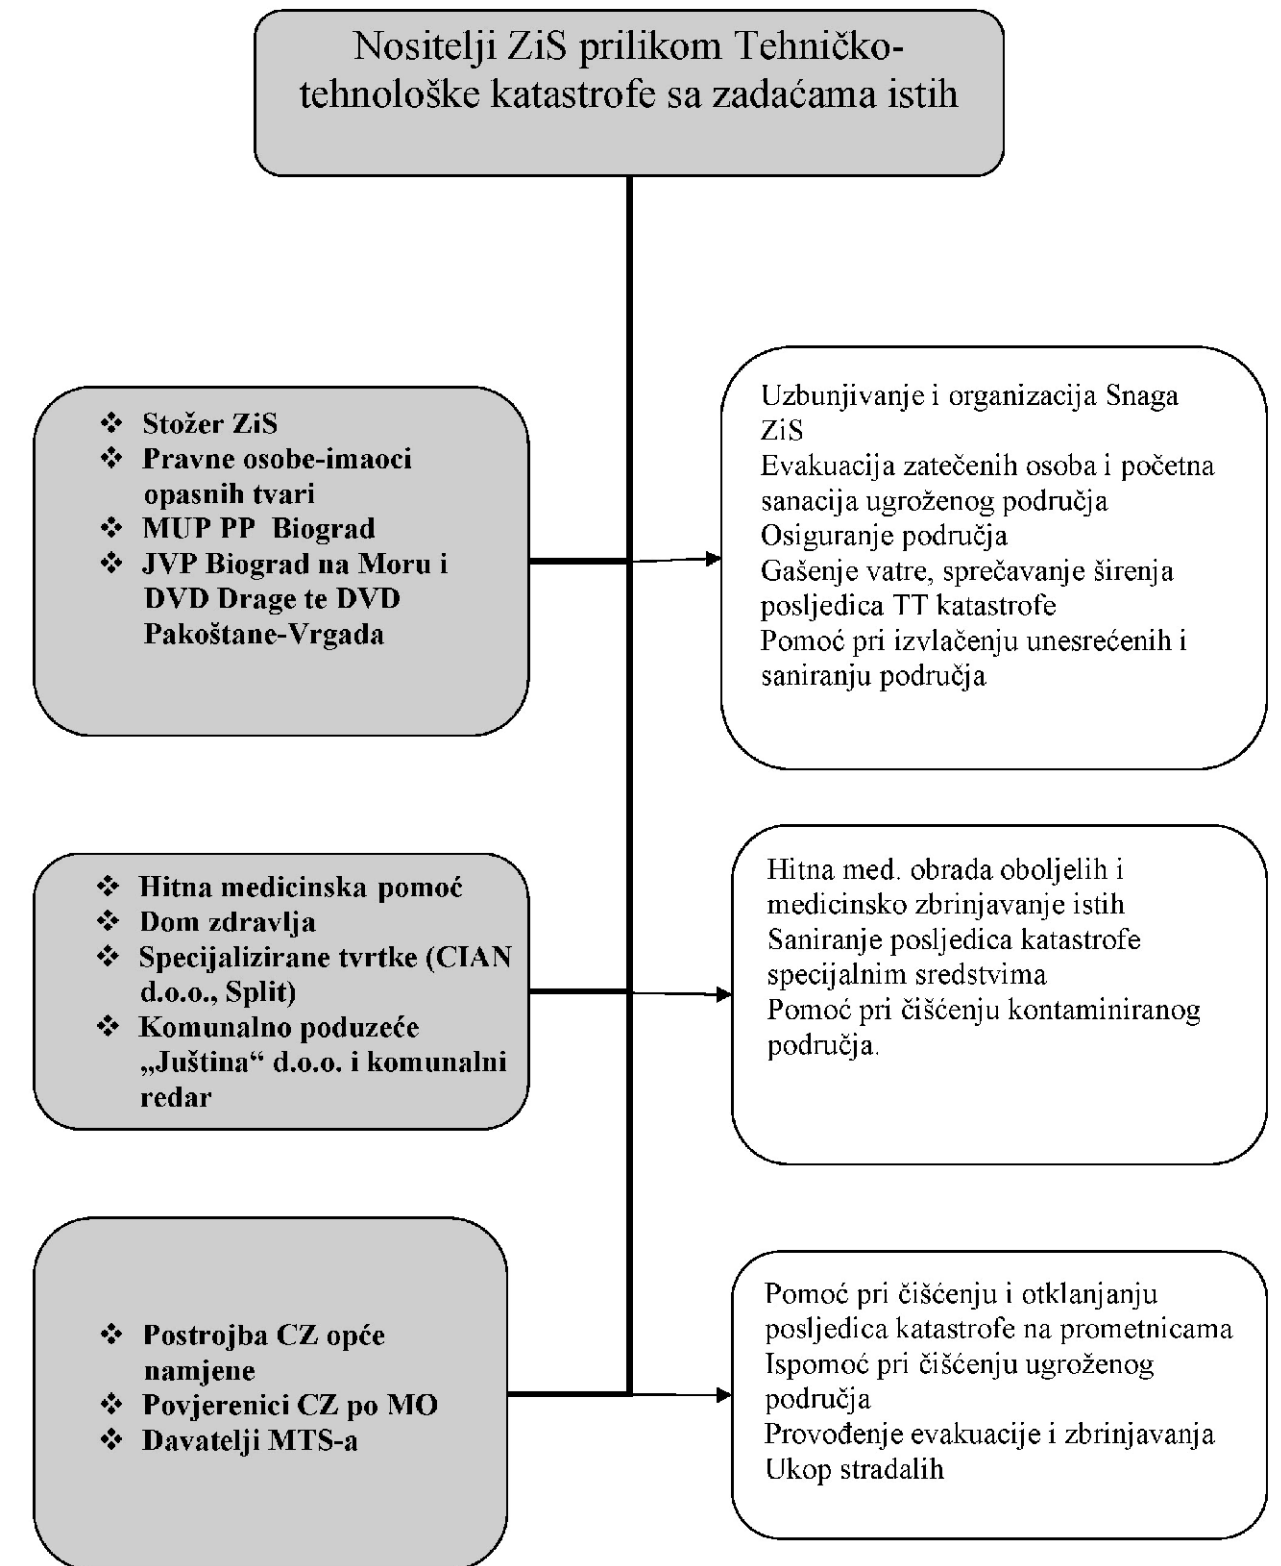 Nositelji ZiS prilikom Tehničko-
tehnološke katastrofe sa zadaćama istih
❖ Stožer ZiS
❖ Pravne osobe-imaoci
opasnih tvari
❖ MUP PP Biograd
❖ JVP Biograd na Moru i
DVD Drage te DVD
Pakoštane-Vrgada
Uzbunjivanje i organizacija Snaga
ZiS
Evakuacija zatečenih osoba i početna
sanacija ugroženog područja
Osiguranje područja
Gašenje vatre, sprečavanje širenja
posljedica TT katastrofe
Pomoć pri izvlačenju unesrećenih i
saniranju područja
❖ Hitna medicinska pomoć
❖ Dom zdravlja
❖ Specijalizirane tvrtke (CIAN
d.o.o., Split)
❖ Komunalno poduzeće
„Juština“ d.o.o. i komunalni
redar
Hitna med. obrada oboljelih i
medicinsko zbrinjavanje istih
Saniranje posljedica katastrofe
specijalnim sredstvima
Pomoć pri čišćenju kontaminiranog
područja.
❖ Postrojba CZ opće
namjene
❖ Povjerenici CZ po MO
❖ Davatelji MTS-a
Pomoć pri čišćenju i otklanjanju
posljedica katastrofe na prometnicama
Ispomoć pri čišćenju ugroženog
područja
Provođenje evakuacije i zbrinjavanja
Ukop stradalih